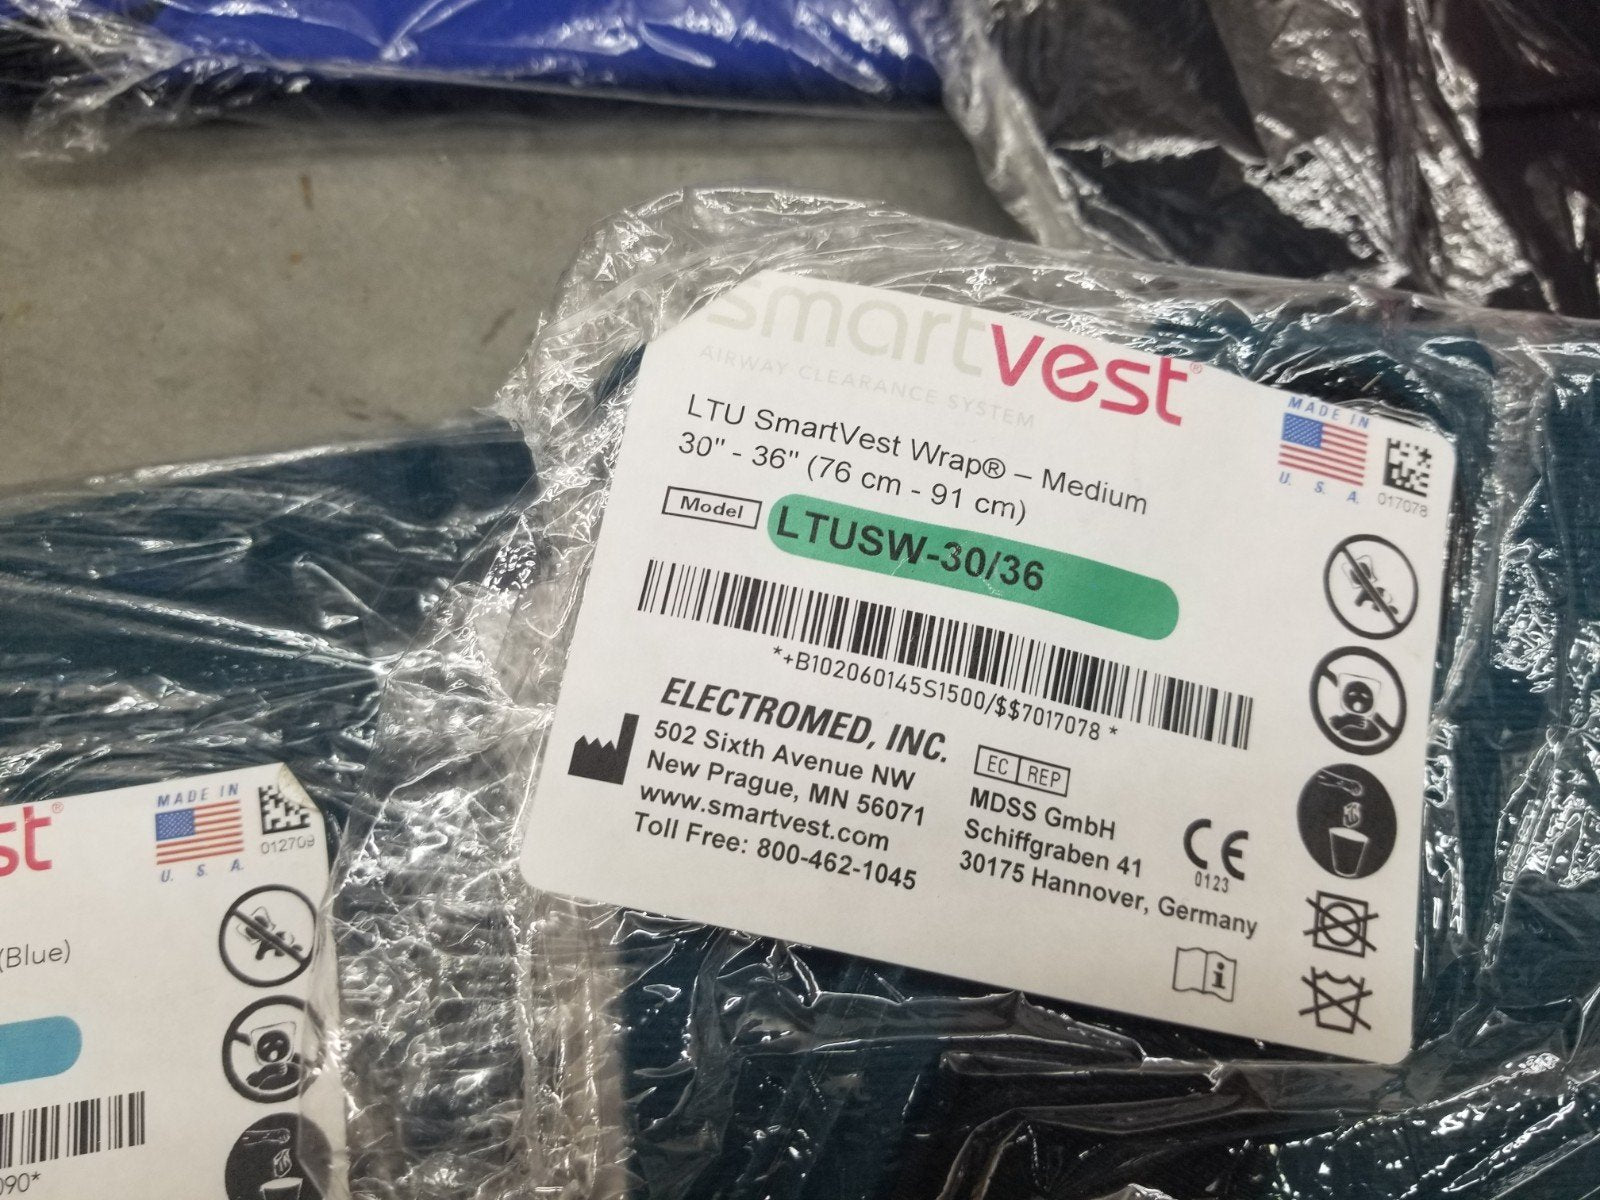 smartvest®
AIRWAY CLEARANCE SYSTEM
LTU SmartVest Wrap® – Medium
30" - 36" (76 cm - 91 cm)
Model LTUSW-30/36
*+B102060145S1500/$$7017078 *
ELECTROMED, INC.
502 Sixth Avenue NW
New Prague, MN 56071
www.smartvest.com
Toll Free: 800-462-1045
EC REP
MDSS GmbH
Schiffgraben 41
30175 Hannover, Germany
CE
0123
MADE IN
U. S. A.
017078
st®
MADE IN
U. S. A.
012709
(Blue)
090*